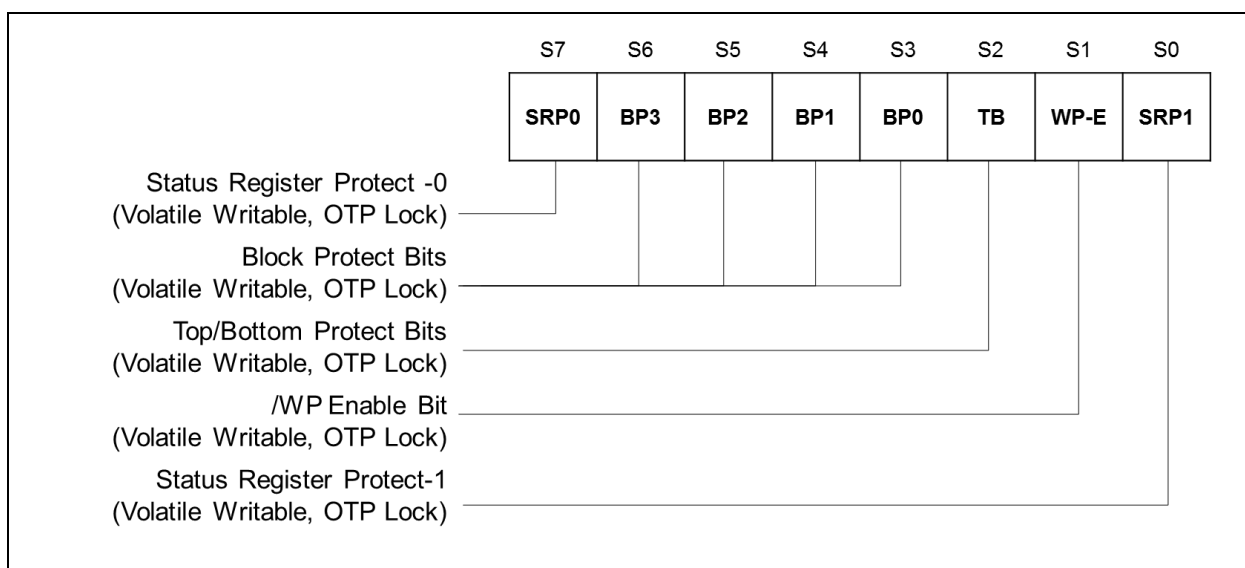 S7 S6 S5 S4 S3 S2 S1 S0
SRP0 BP3 BP2 BP1 BP0 TB WP-E SRP1
Status Register Protect -0
(Volatile Writable, OTP Lock)
Block Protect Bits
(Volatile Writable, OTP Lock)
Top/Bottom Protect Bits
(Volatile Writable, OTP Lock)
/WP Enable Bit
(Volatile Writable, OTP Lock)
Status Register Protect-1
(Volatile Writable, OTP Lock)